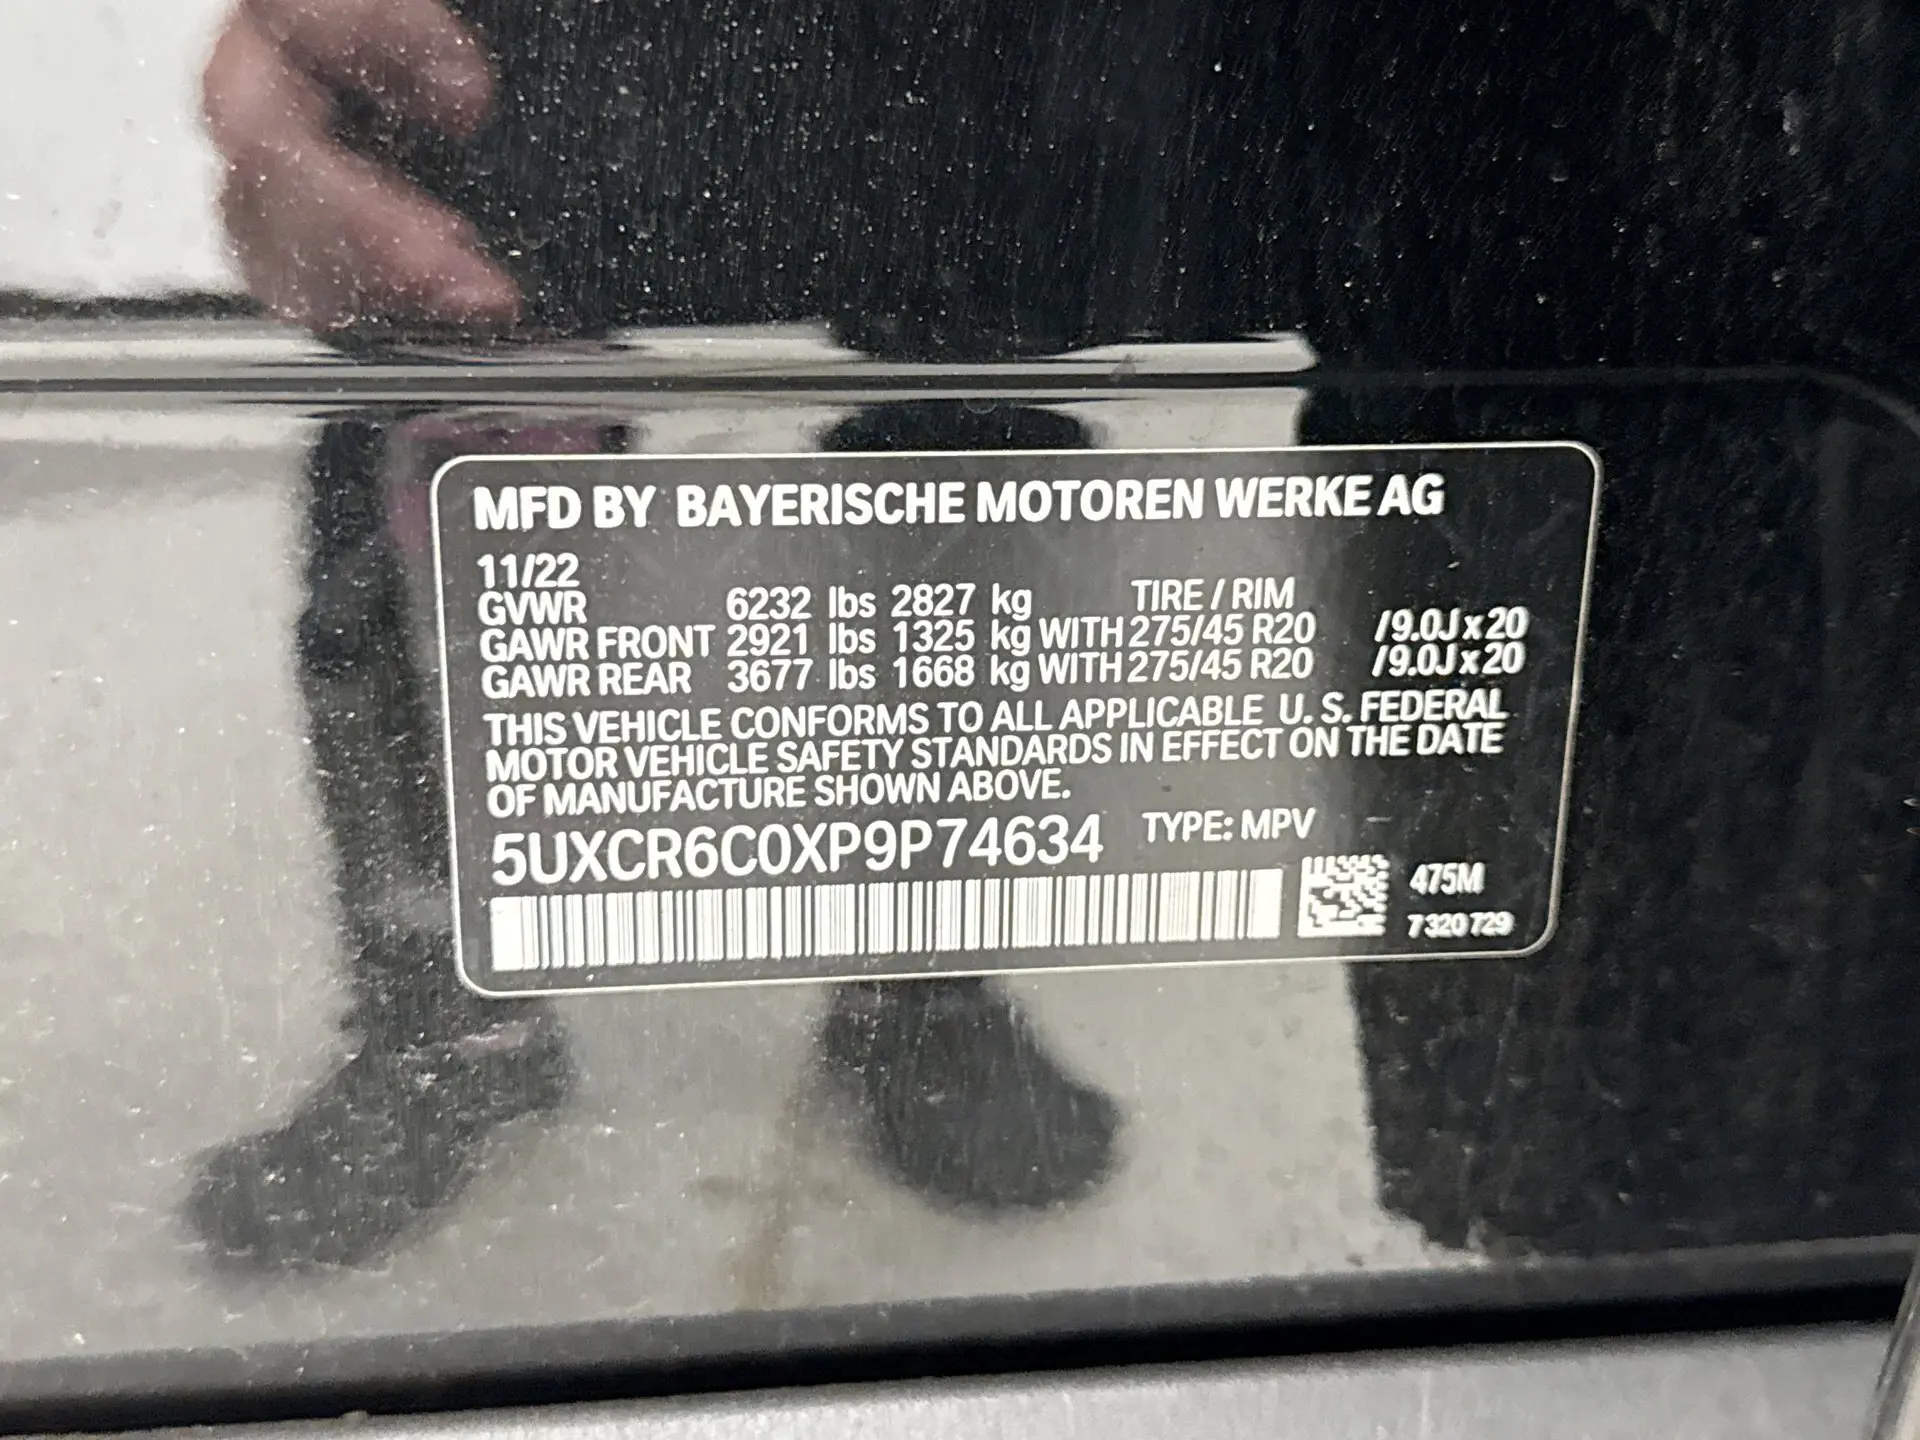 MFD BY BAYERISCHE MOTOREN WERKE AG
11/22
GVWR 6232 lbs 2827 kg TIRE / RIM
GAWR FRONT 2921 lbs 1325 kg WITH 275/45 R20 /9.0J x 20
GAWR REAR 3677 lbs 1668 kg WITH 275/45 R20 /9.0J x 20
THIS VEHICLE CONFORMS TO ALL APPLICABLE U. S. FEDERAL
MOTOR VEHICLE SAFETY STANDARDS IN EFFECT ON THE DATE
OF MANUFACTURE SHOWN ABOVE.
5UXCR6C0XP9P74634 TYPE: MPV
475M
7 320 729